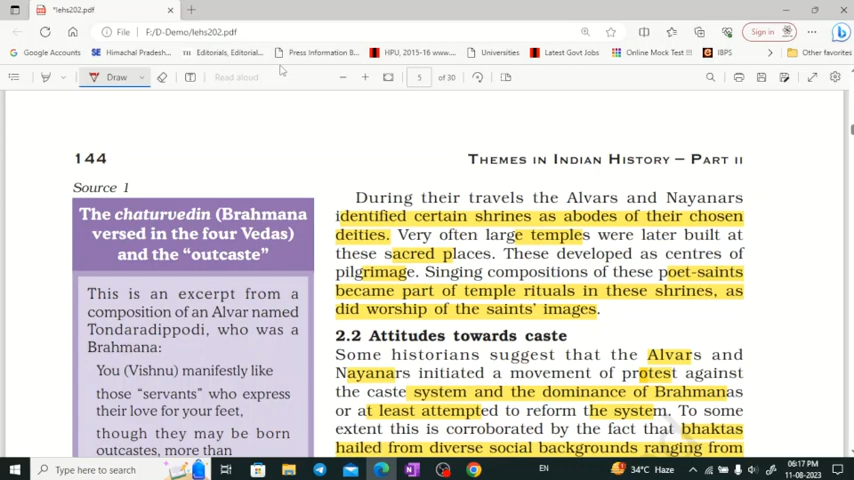 *lehs202.pdf
File
F:/D-Demo/lehs202.pdf
Sign in
Google Accounts
SE Himachal Pradesh...
TH Editorials, Editorial...
Press Information B...
HPU, 2015-16 www....
Universities
Latest Govt Jobs
Online Mock Test !!!
IBPS
Other favorites
Draw
Read aloud
5
of 30
144
THEMES IN INDIAN HISTORY – PART II
Source 1
The chaturvedin (Brahmana
versed in the four Vedas)
and the “outcaste”
This is an excerpt from a
composition of an Alvar named
Tondaradippodi, who was a
Brahmana:
You (Vishnu) manifestly like
those “servants” who express
their love for your feet,
though they may be born
outcastes, more than
During their travels the Alvars and Nayanars
identified certain shrines as abodes of their chosen
deities. Very often large temples were later built at
these sacred places. These developed as centres of
pilgrimage. Singing compositions of these poet-saints
became part of temple rituals in these shrines, as
did worship of the saints’ images.
2.2 Attitudes towards caste
Some historians suggest that the Alvars and
Nayanars initiated a movement of protest against
the caste system and the dominance of Brahmanas
or at least attempted to reform the system. To some
extent this is corroborated by the fact that bhaktas
hailed from diverse social backgrounds ranging from
Type here to search
EN
34°C Haze
06:17 PM
11-08-2023